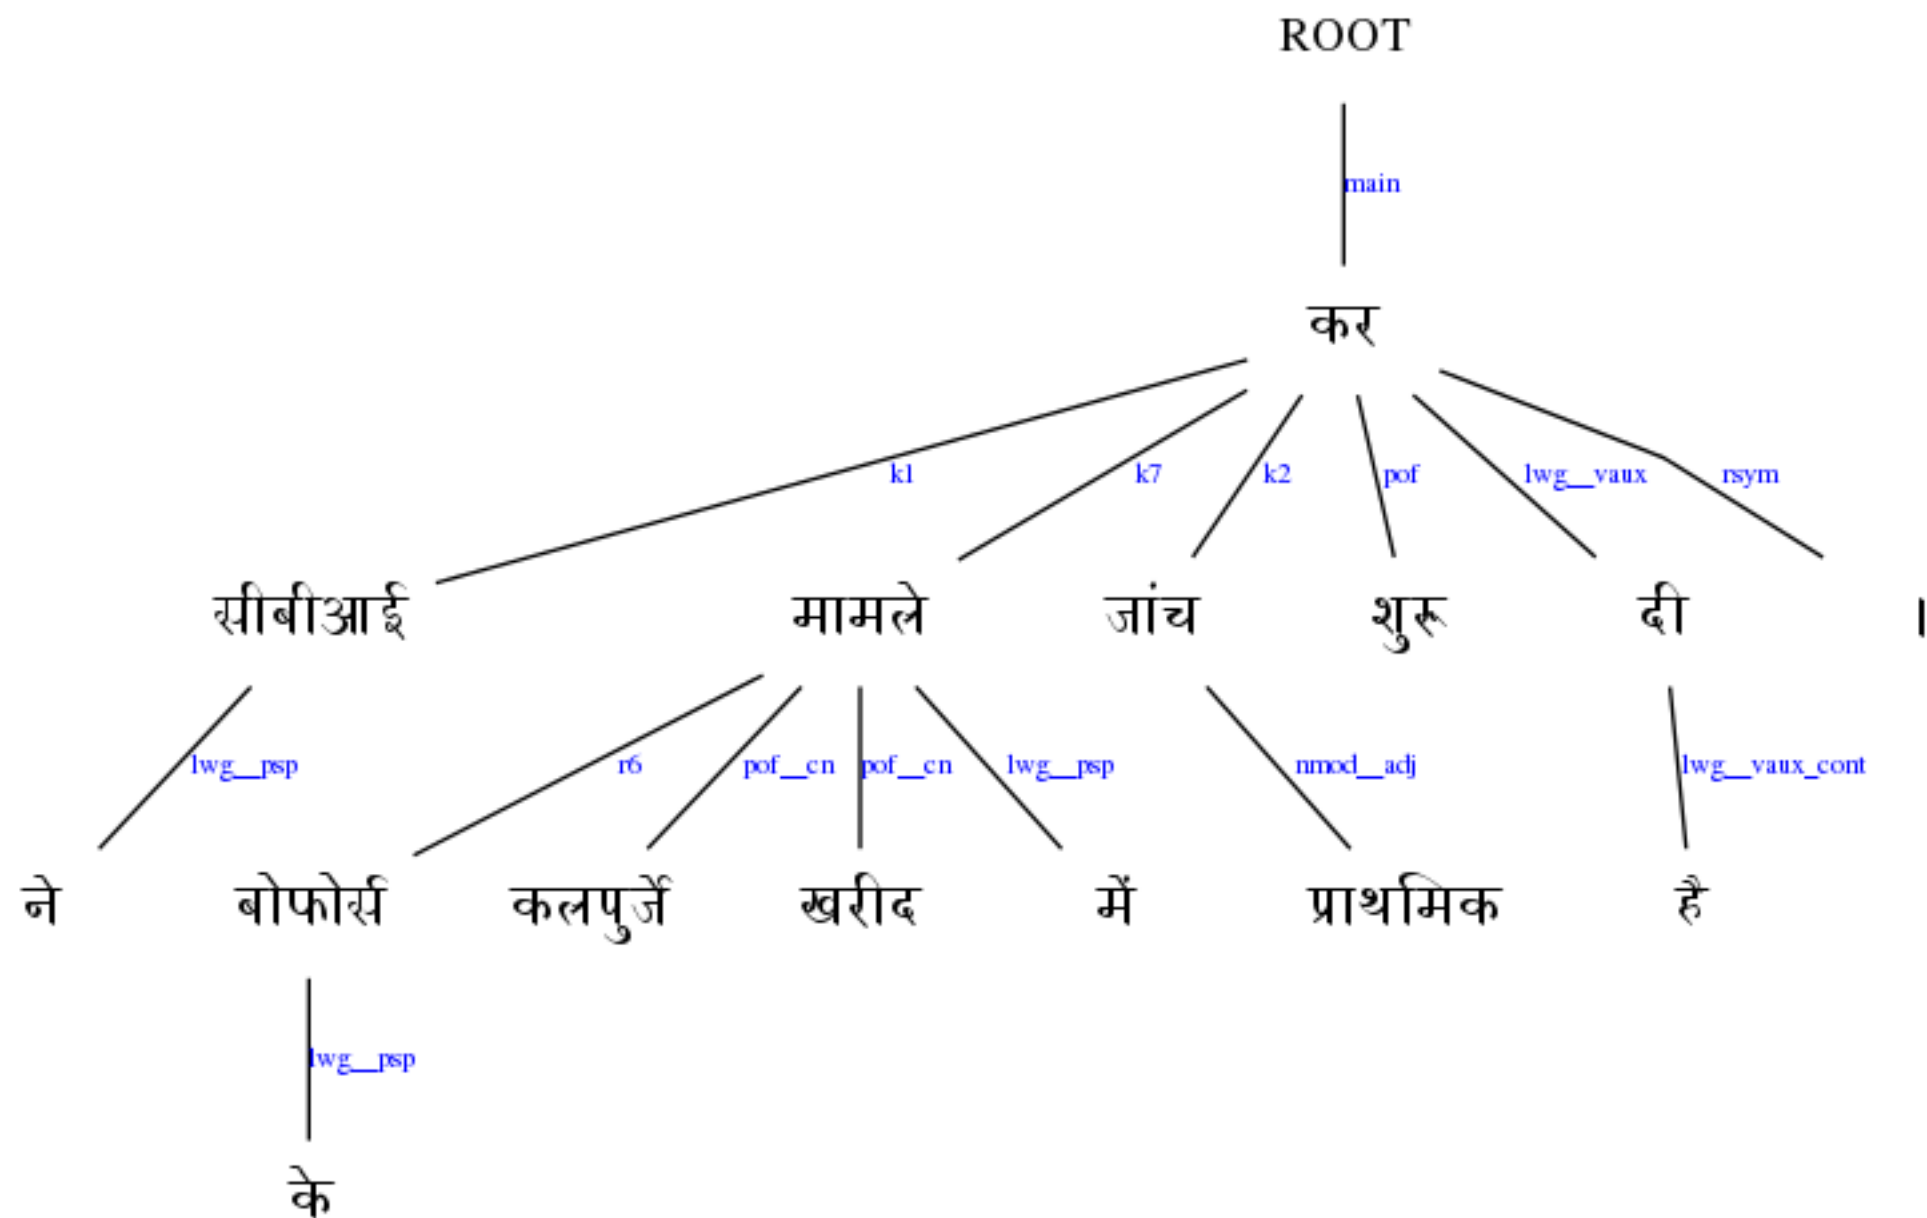 ROOT
main
कर
k1 k7 k2 pof lwg__vaux rsym
सीबीआई मामले जांच शुरू दी ।
lwg__psp r6 pof__cn pof__cn lwg__psp nmod__adj lwg__vaux_cont
ने बोफोर्स कलपुर्जे खरीद में प्राथमिक है
lwg__psp
के